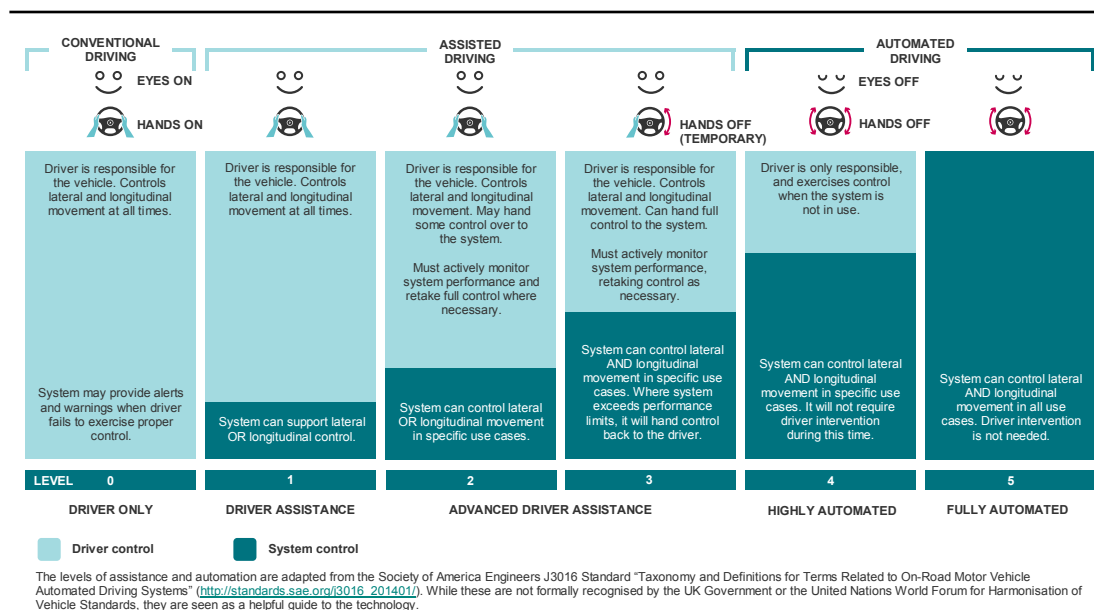 CONVENTIONAL
DRIVING
ASSISTED
DRIVING
AUTOMATED
DRIVING
EYES ON
EYES OFF
HANDS ON
HANDS OFF
(TEMPORARY)
HANDS OFF
Driver is responsible for
the vehicle. Controls
lateral and longitudinal
movement at all times.
System may provide alerts
and warnings when driver
fails to exercise proper
control.
Driver is responsible for
the vehicle. Controls
lateral and longitudinal
movement at all times.
System can support lateral
OR longitudinal control.
Driver is responsible for
the vehicle. Controls
lateral and longitudinal
movement. May hand
some control over to
the system.
Must actively monitor
system performance and
retake full control where
necessary.
System can control lateral
OR longitudinal movement
in specific use cases.
Driver is responsible for
the vehicle. Controls
lateral and longitudinal
movement. Can hand full
control to the system.
Must actively monitor
system performance,
retaking control as
necessary.
System can control lateral
AND longitudinal
movement in specific use
cases. Where system
exceeds performance
limits, it will hand control
back to the driver.
Driver is only responsible,
and exercises control
when the system is
not in use.
System can control lateral
AND longitudinal
movement in specific use
cases. It will not require
driver intervention
during this time.
System can control lateral
AND longitudinal
movement in all use
cases. Driver intervention
is not needed.
LEVEL 0 1 2 3 4 5
DRIVER ONLY DRIVER ASSISTANCE ADVANCED DRIVER ASSISTANCE HIGHLY AUTOMATED FULLY AUTOMATED
Driver control System control
The levels of assistance and automation are adapted from the Society of America Engineers J3016 Standard “Taxonomy and Definitions for Terms Related to On-Road Motor Vehicle
Automated Driving Systems” (http://standards.sae.org/j3016_201401/). While these are not formally recognised by the UK Government or the United Nations World Forum for Harmonisation of
Vehicle Standards, they are seen as a helpful guide to the technology.